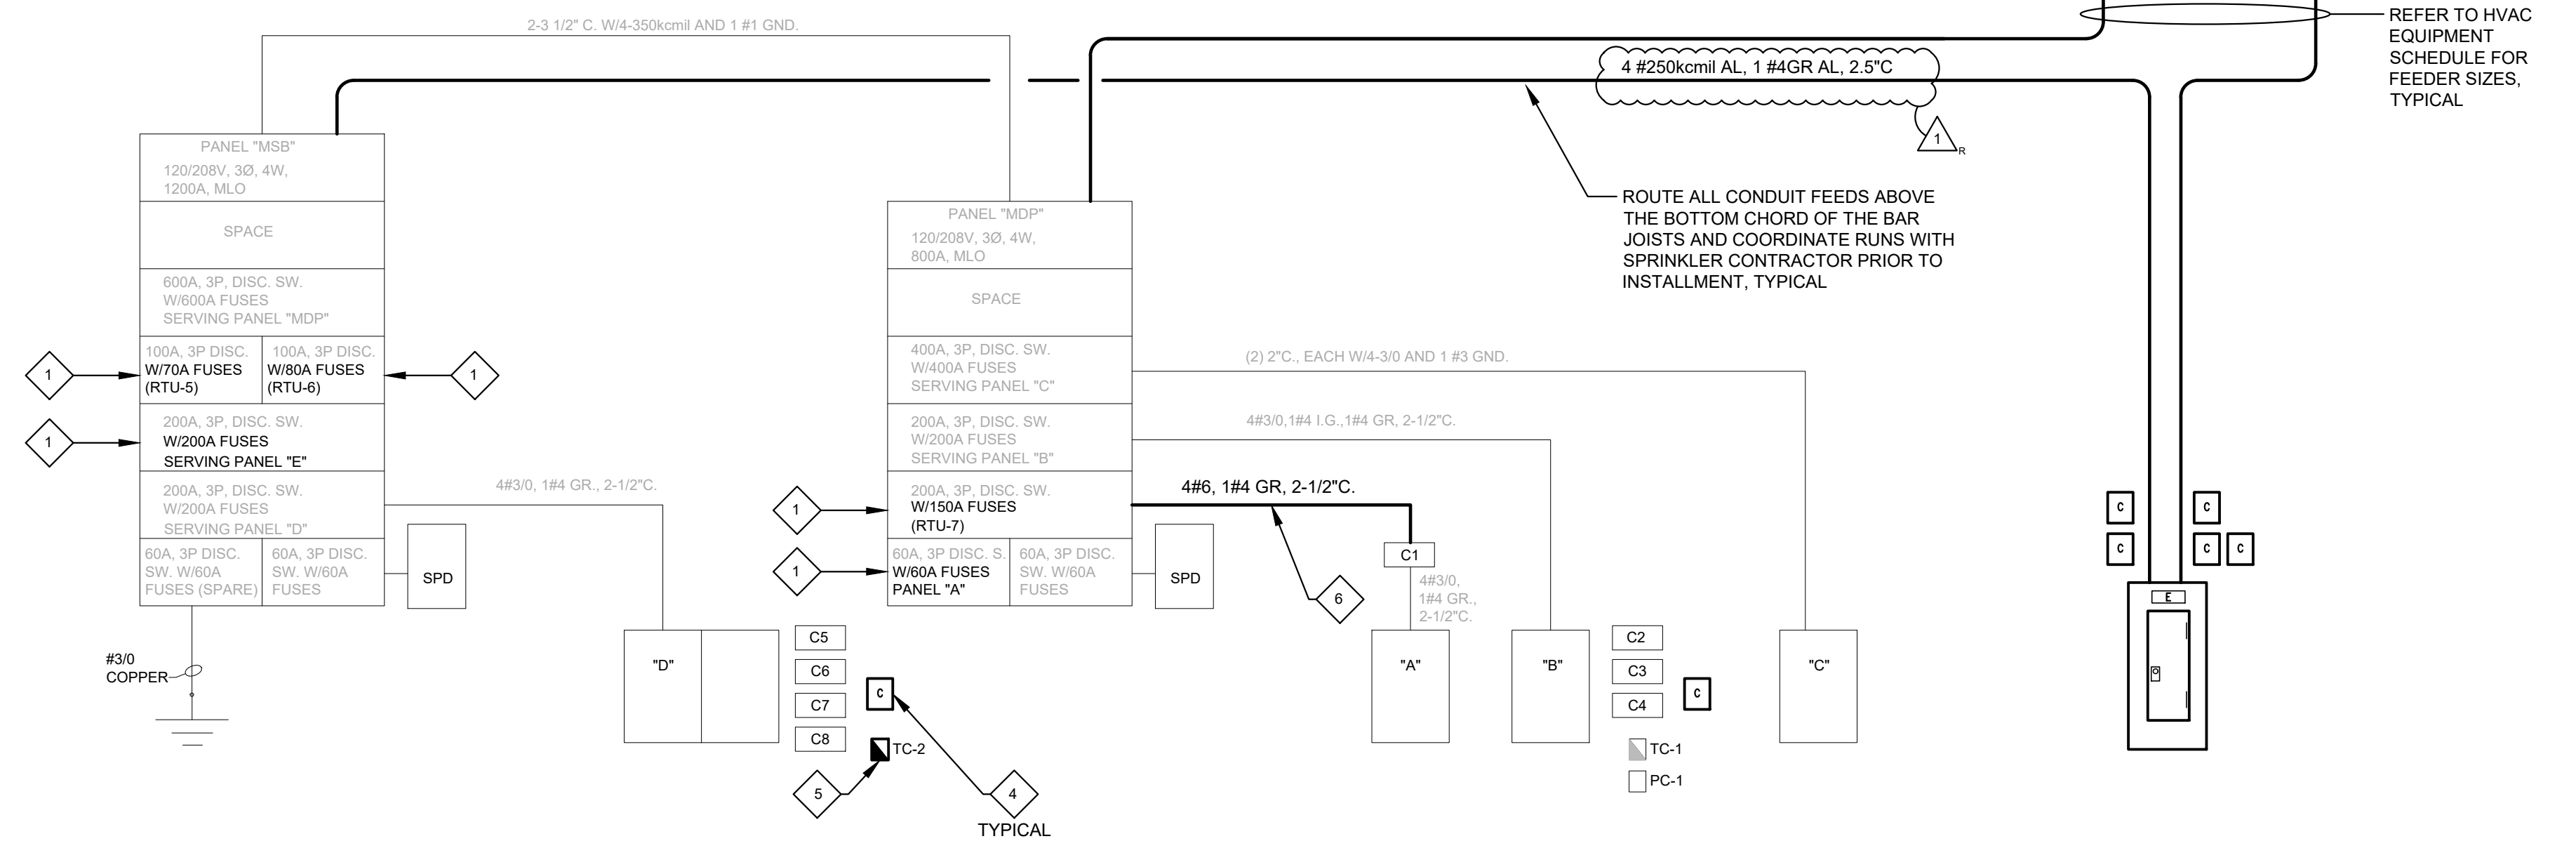 2-3 1/2" C. W/4-350kcmil AND 1 #1 GND.
REFER TO HVAC
EQUIPMENT
SCHEDULE FOR
FEEDER SIZES,
TYPICAL
4 #250kcmil AL, 1 #4GR AL, 2.5"C
1
R
ROUTE ALL CONDUIT FEEDS ABOVE
THE BOTTOM CHORD OF THE BAR
JOISTS AND COORDINATE RUNS WITH
SPRINKLER CONTRACTOR PRIOR TO
INSTALLMENT, TYPICAL
PANEL "MSB"
120/208V, 3Ø, 4W,
1200A, MLO
SPACE
600A, 3P, DISC. SW.
W/600A FUSES
SERVING PANEL "MDP"
1
100A, 3P DISC.
W/70A FUSES
(RTU-5)
100A, 3P DISC.
W/80A FUSES
(RTU-6)
1
1
200A, 3P, DISC. SW.
W/200A FUSES
SERVING PANEL "E"
200A, 3P, DISC. SW.
W/200A FUSES
SERVING PANEL "D"
60A, 3P DISC.
SW. W/60A
FUSES (SPARE)
60A, 3P DISC.
SW. W/60A
FUSES
SPD
4#3/0, 1#4 GR., 2-1/2"C.
#3/0
COPPER
PANEL "MDP"
120/208V, 3Ø, 4W,
800A, MLO
SPACE
400A, 3P, DISC. SW.
W/400A FUSES
SERVING PANEL "C"
(2) 2"C., EACH W/4-3/0 AND 1 #3 GND.
200A, 3P, DISC. SW.
W/200A FUSES
SERVING PANEL "B"
4#3/0,1#4 I.G.,1#4 GR, 2-1/2"C.
1
200A, 3P, DISC. SW.
W/150A FUSES
(RTU-7)
4#6, 1#4 GR, 2-1/2"C.
1
60A, 3P DISC. S.
W/60A FUSES
PANEL "A"
60A, 3P DISC.
SW. W/60A
FUSES
SPD
6
C1
4#3/0,
1#4 GR.,
2-1/2"C.
"D"
C5
C6
C7
C8
C
TC-2
5
4
TYPICAL
"A"
"B"
C2
C3
C4
C
TC-1
PC-1
"C"
C
C
C
C
C
E